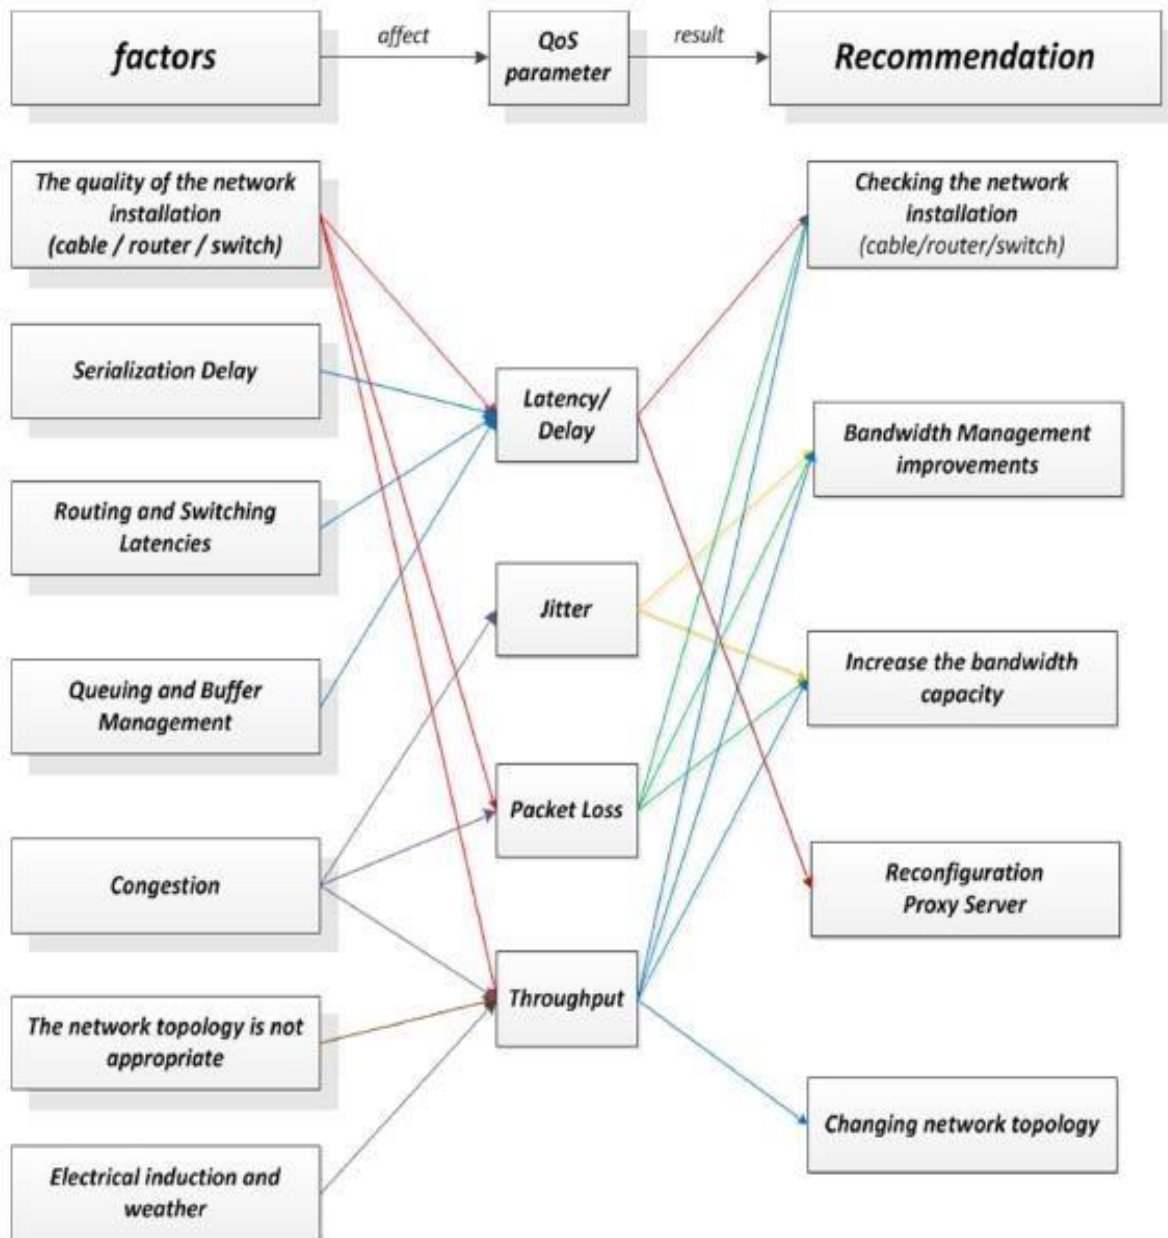 factors
affect
QoS
parameter
result
Recommendation
The quality of the network
installation
(cable / router / switch)
Serialization Delay
Routing and Switching
Latencies
Queuing and Buffer
Management
Congestion
The network topology is not
appropriate
Electrical induction and
weather
Latency/
Delay
Jitter
Packet Loss
Throughput
Checking the network
installation
(cable/router/switch)
Bandwidth Management
improvements
Increase the bandwidth
capacity
Reconfiguration
Proxy Server
Changing network topology